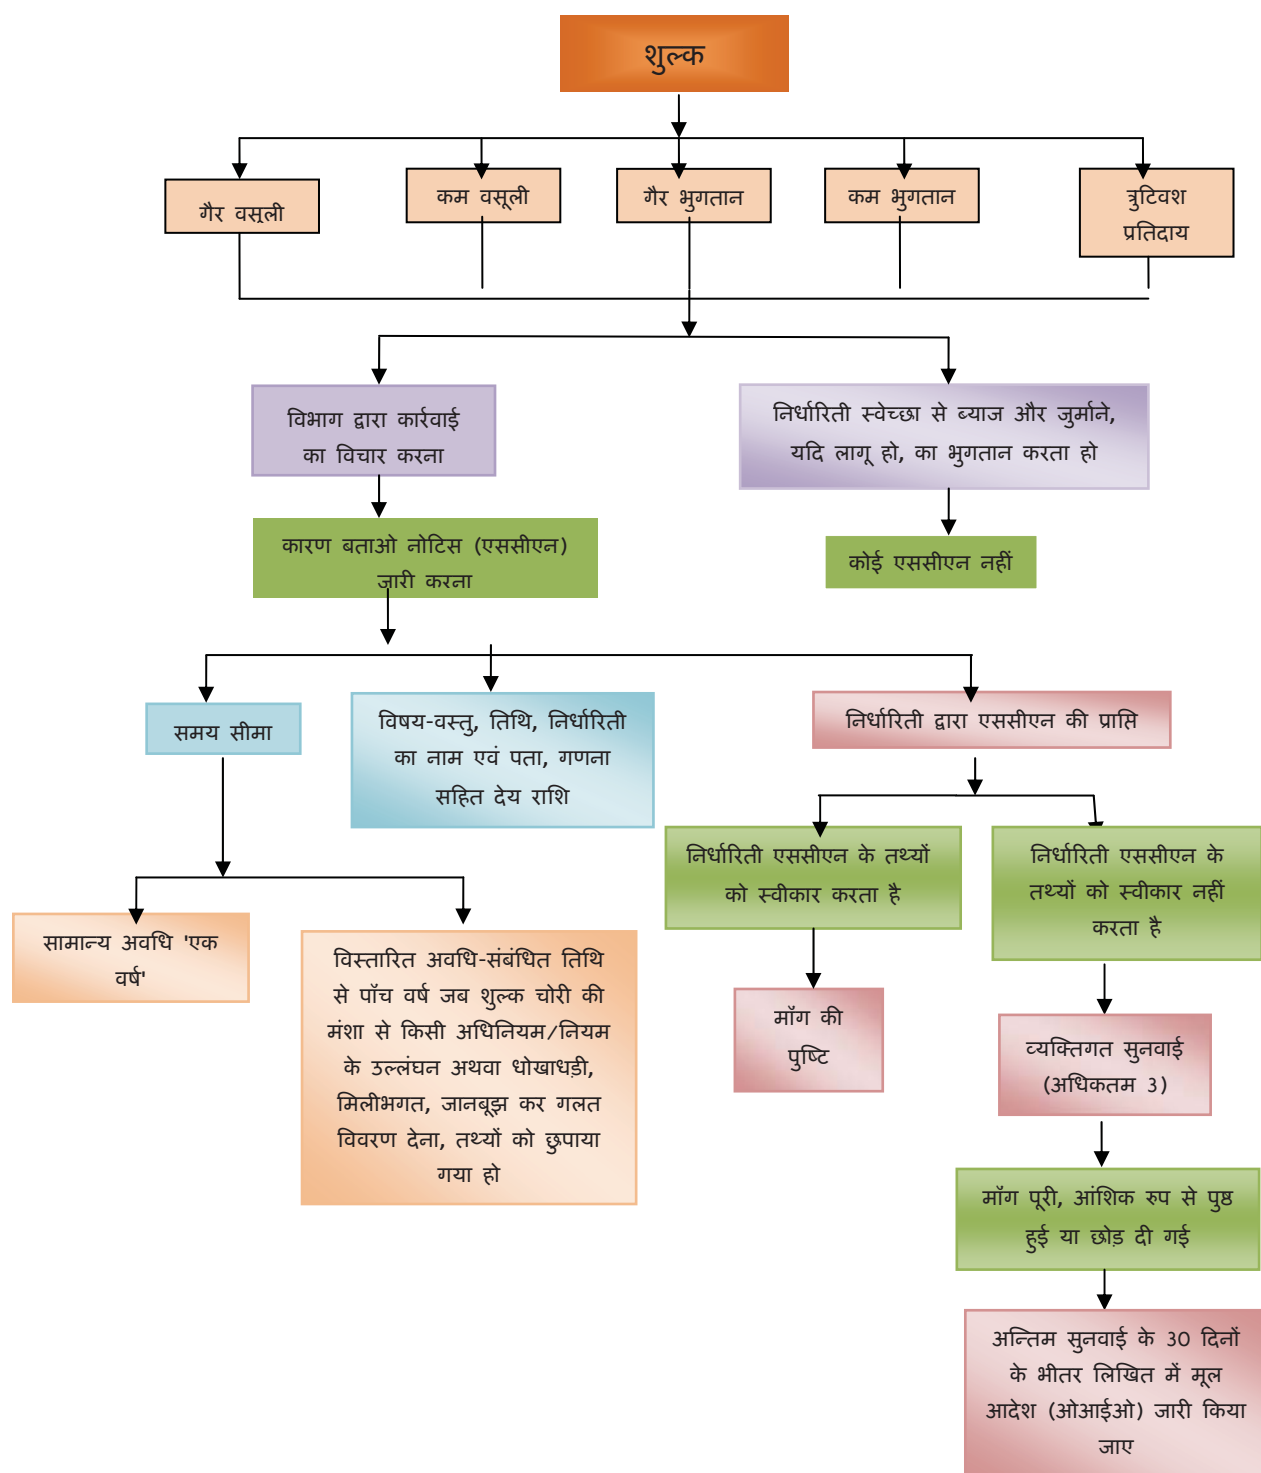 शुल्क
गैर वसूली
कम वसूली
गैर भुगतान
कम भुगतान
त्रुटिवश
प्रतिदाय
विभाग द्वारा कार्रवाई
का विचार करना
निर्धारिती स्वेच्छा से ब्याज और जुर्माने,
यदि लागू हो, का भुगतान करता हो
कारण बताओ नोटिस (एससीएन)
जारी करना
कोई एससीएन नहीं
समय सीमा
विषय-वस्तु, तिथि, निर्धारिती
का नाम एवं पता, गणना
सहित देय राशि
निर्धारिती द्वारा एससीएन की प्राप्ति
निर्धारिती एससीएन के तथ्यों
को स्वीकार करता है
निर्धारिती एससीएन के
तथ्यों को स्वीकार नहीं
करता है
सामान्य अवधि 'एक
वर्ष'
विस्तारित अवधि-संबंधित तिथि
से पॉच वर्ष जब शुल्क चोरी की
मंशा से किसी अधिनियम/नियम
के उल्लंघन अथवा धोखाधड़ी,
मिलीभगत, जानबूझ कर गलत
विवरण देना, तथ्यों को छुपाया
गया हो
मॉग की
पुष्टि
व्यक्तिगत सुनवाई
(अधिकतम 3)
मॉग पूरी, आंशिक रुप से पुष्ठ
हुई या छोड़ दी गई
अन्तिम सुनवाई के 30 दिनों
के भीतर लिखित में मूल
आदेश (ओआईओ) जारी किया
जाए